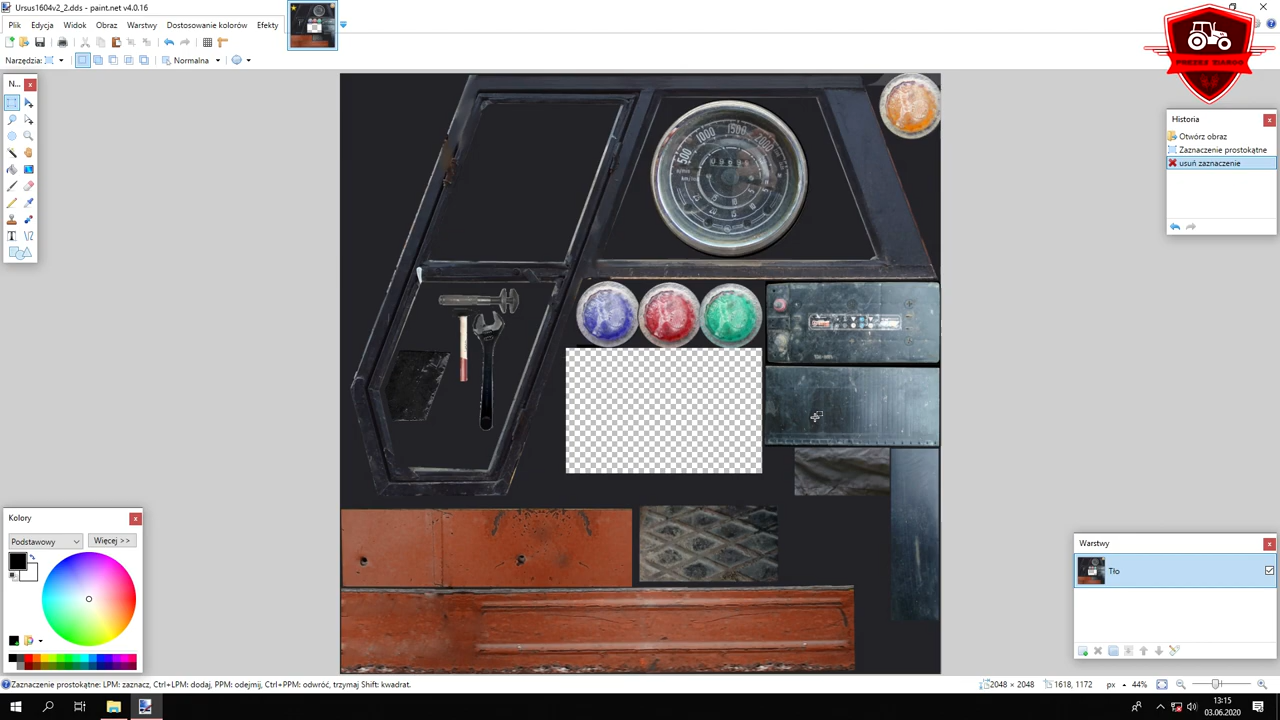 Ursus1604v2_2.dds - paint.net v4.0.16
Plik Edycja Widok Obraz Warstwy Dostosowanie kolorów Efekty
Narzędzia: Normalna
PREZES ZIARGO
N...
Historia
Otwórz obraz
Zaznaczenie prostokątne
usuń zaznaczenie
500 1000 1500 2000
Kolory
Podstawowy Więcej >>
Warstwy
Tło
Zaznaczenie prostokątne: LPM: zaznacz, Ctrl+LPM: dodaj, PPM: odejmij, Ctrl+PPM: odwróć, trzymaj Shift: kwadrat.
2048 × 2048 1618, 1172 px 44%
13:15
03.06.2020